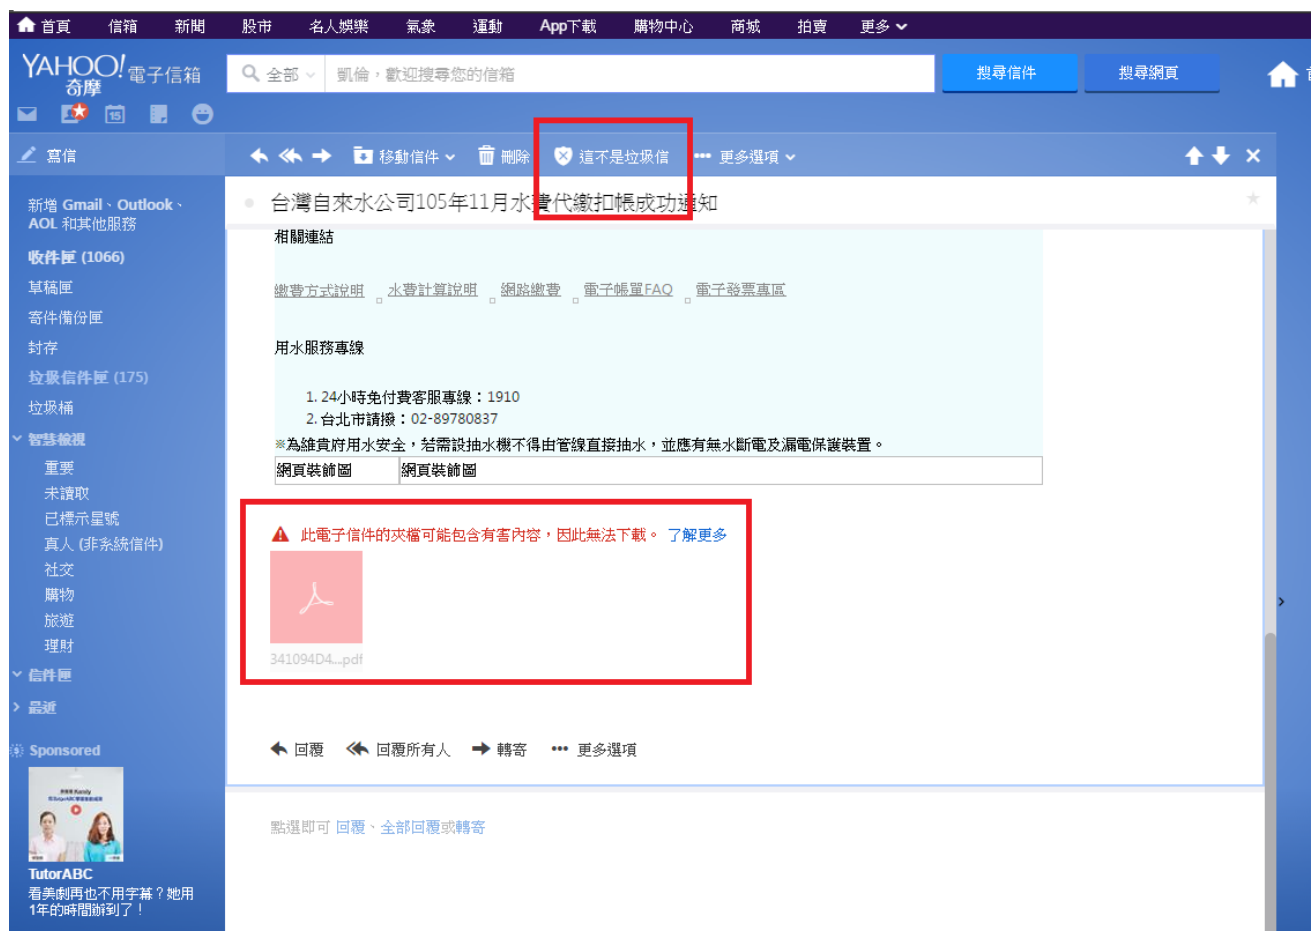 首頁 信箱 新聞 股市 名人娛樂 氣象 運動 App下載 購物中心 商城 拍賣 更多
YAHOO! 奇摩 電子信箱
全部 凱倫，歡迎搜尋您的信箱 搜尋信件 搜尋網頁
15
寫信 移動信件 刪除 這不是垃圾信 更多選項
新增 Gmail、Outlook、
AOL 和其他服務
收件匣 (1066)
草稿匣
寄件備份匣
封存
垃圾信件匣 (175)
垃圾桶
智慧檢視
重要
未讀取
已標示星號
真人 (非系統信件)
社交
購物
旅遊
理財
信件匣
最近
Sponsored
TutorABC
看美劇再也不用字幕？她用
1年的時間辦到了！
台灣自來水公司105年11月水費代繳扣帳成功通知
相關連結
繳費方式說明 水費計算說明 網路繳費 電子帳單FAQ 電子發票專區
用水服務專線
1. 24小時免付費客服專線：1910
2. 台北市請撥：02-89780837
※為維貴府用水安全，若需設抽水機不得由管線直接抽水，並應有無水斷電及漏電保護裝置。
網頁裝飾圖 網頁裝飾圖
此電子信件的夾檔可能包含有害內容，因此無法下載。 了解更多
341094D4...pdf
回覆 回覆所有人 轉寄 更多選項
點選即可 回覆、全部回覆或轉寄